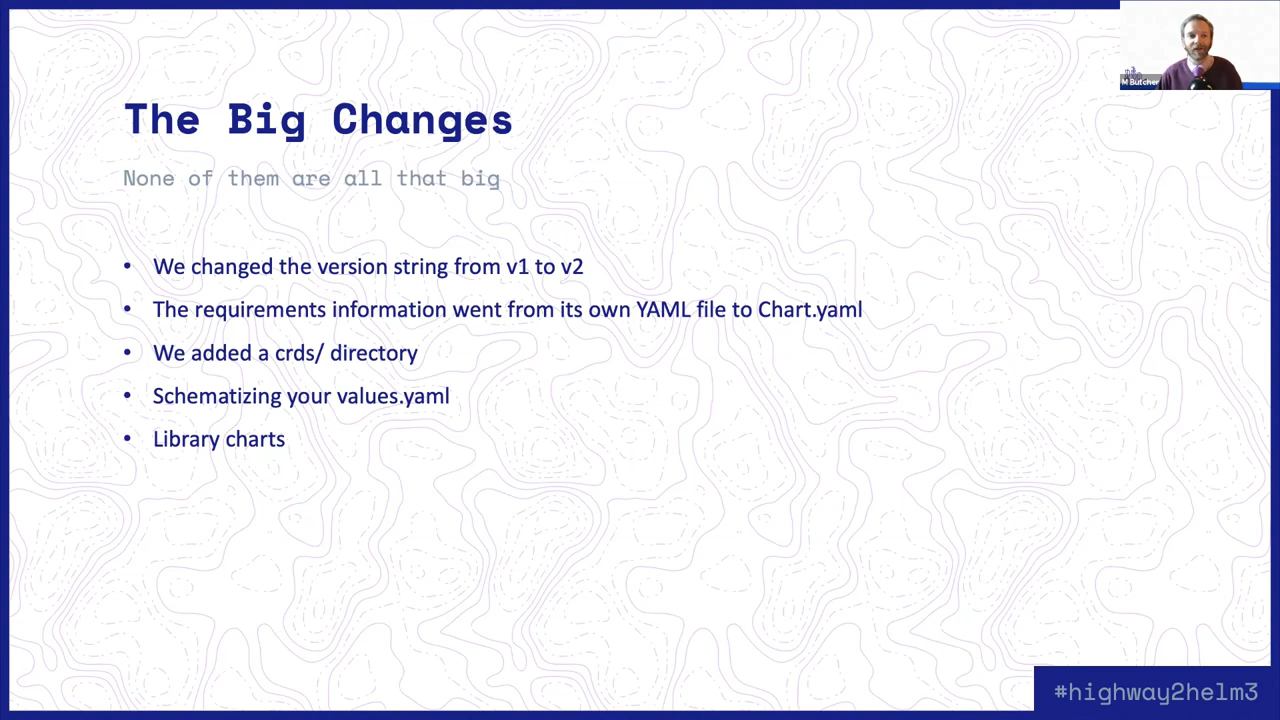 M Butcher
The Big Changes
None of them are all that big
• We changed the version string from v1 to v2
• The requirements information went from its own YAML file to Chart.yaml
• We added a crds/ directory
• Schematizing your values.yaml
• Library charts
#highway2helm3